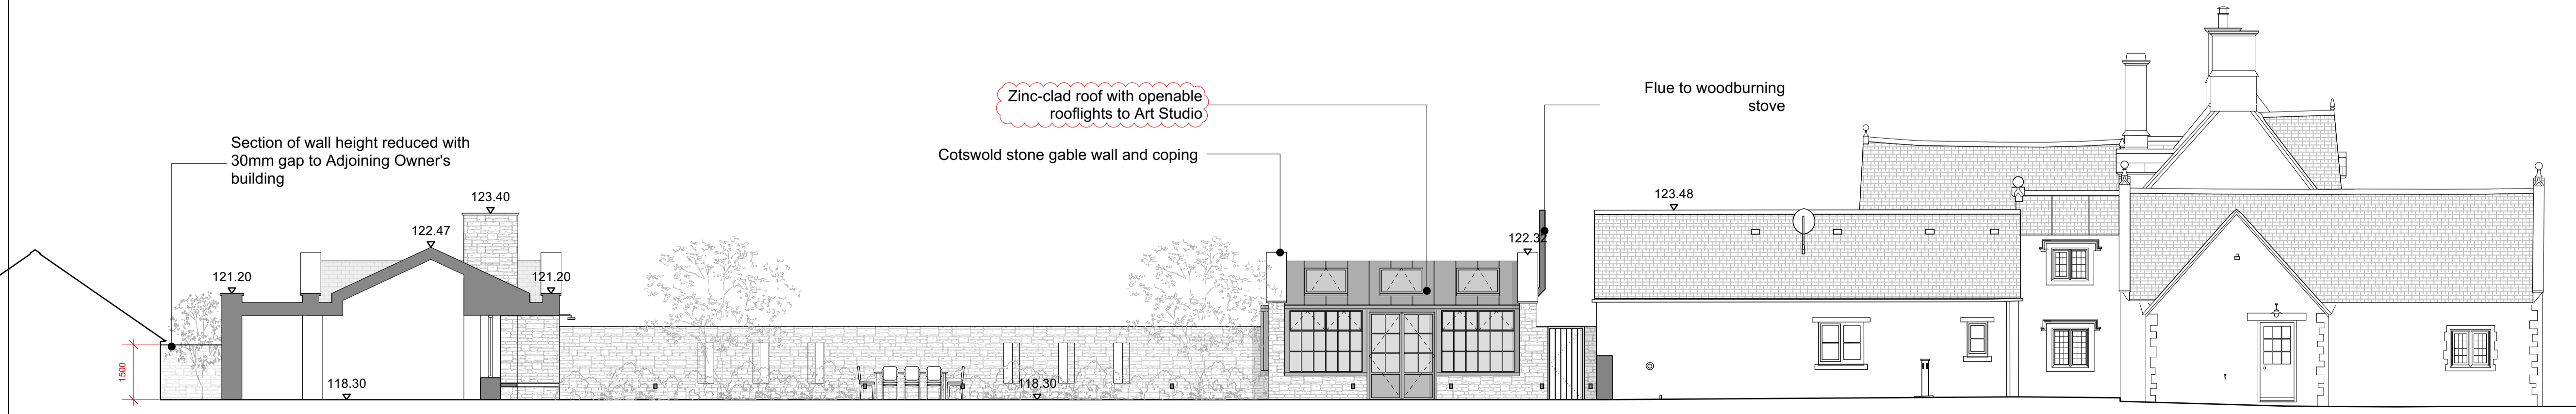 Zinc-clad roof with openable
rooflights to Art Studio
Flue to woodburning
stove
Section of wall height reduced with
30mm gap to Adjoining Owner's
building
Cotswold stone gable wall and coping
123.40
123.48
122.47
122.32
121.20
121.20
1500
118.30
118.30